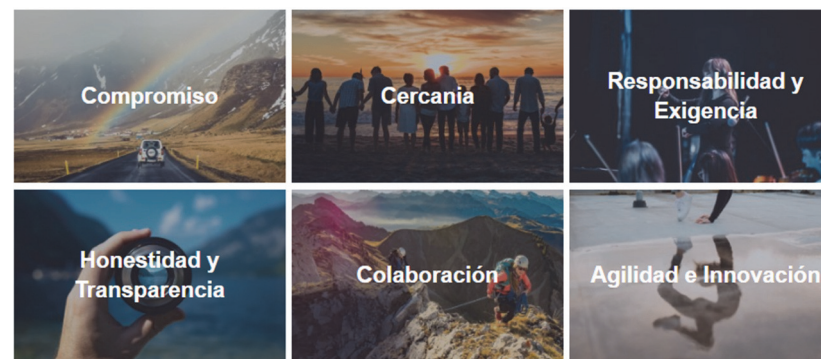 Compromiso
Cercania
Responsabilidad y
Exigencia
Honestidad y
Transparencia
Colaboración
Agilidad e Innovación